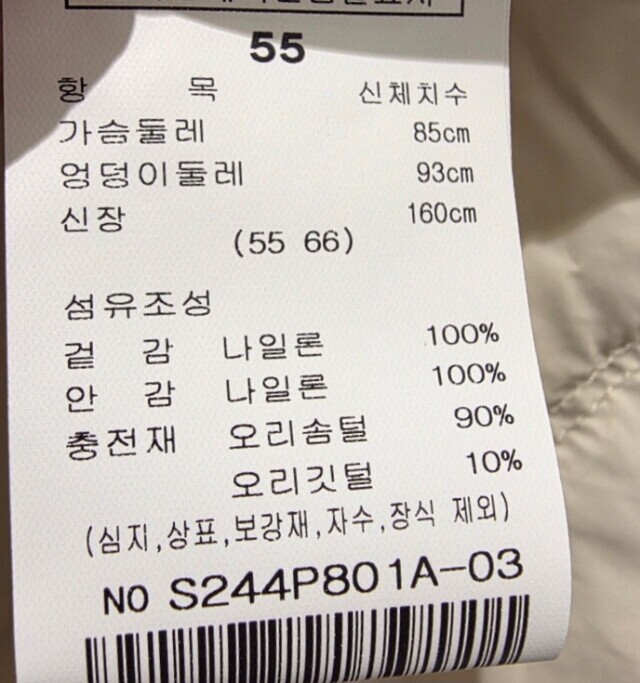 55
항 목 신체치수
가슴둘레 85cm
엉덩이둘레 93cm
신장 160cm
(55 66)
섬유조성
겉 감 나일론 100%
안 감 나일론 100%
충전재 오리솜털 90%
오리깃털 10%
(심지,상표,보강재,자수,장식 제외)
NO S244P801A-03